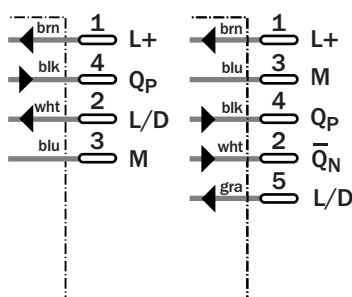 brn 1 L+
blk 4 QP
wht 2 L/D
blu 3 M
brn 1 L+
blu 3 M
blk 4 QP
wht 2 Q̅N
gra 5 L/D